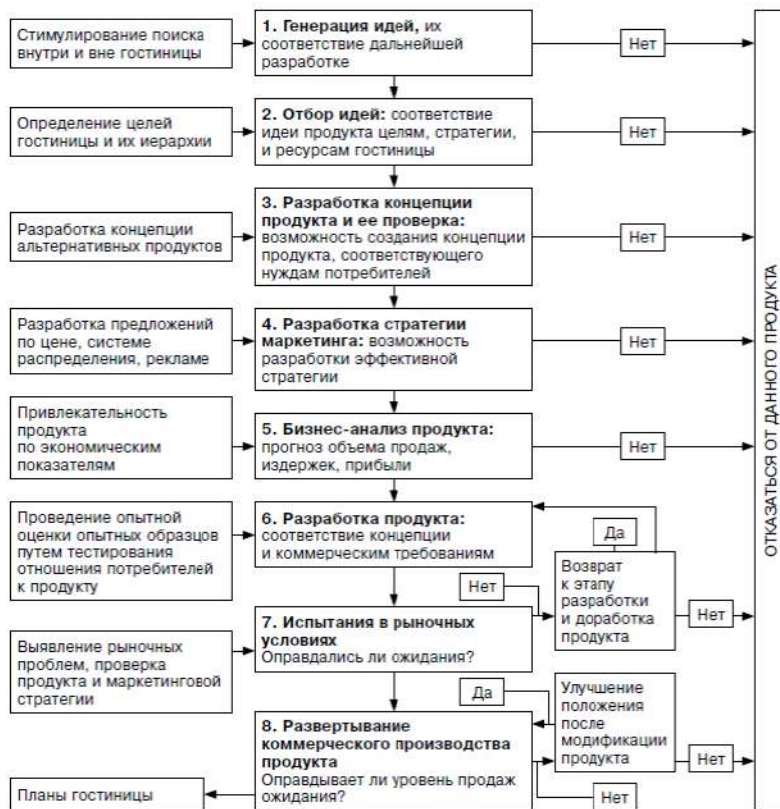 Стимулирование поиска
внутри и вне гостиницы
1. Генерация идей, их
соответствие дальнейшей
разработке
Нет
Определение целей
гостиницы и их иерархии
2. Отбор идей: соответствие
идеи продукта целям, стратегии, и
ресурсам гостиницы
Нет
Разработка концепции
альтернативных продуктов
3. Разработка концепции
продукта и ее проверка:
возможность создания концепции
продукта, соответствующего
нуждам потребителей
Нет
Разработка предложений
по цене, системе
распределения, рекламе
4. Разработка стратегии
маркетинга: возможность
разработки эффективной
стратегии
Нет
Привлекательность
продукта
по экономическим
показателям
5. Бизнес-анализ продукта:
прогноз объема продаж,
издержек, прибыли
Нет
Проведение опытной
оценки опытных образцов
путем тестирования
отношения потребителей
к продукту
6. Разработка продукта:
соответствие концепции
и коммерческим требованиям
Да
Нет
Возврат
к этапу
разработки
и доработка
продукта
Нет
Выявление рыночных
проблем, проверка
продукта и маркетинговой
стратегии
7. Испытания в рыночных
условиях
Оправдались ли ожидания?
Да
Улучшение
положения
после
модификации
продукта
Нет
8. Развертывание
коммерческого производства
продукта
Оправдывает ли уровень продаж
ожидания?
Нет
Планы гостиницы
ОТКАЗАТЬСЯ ОТ ДАННОГО ПРОДУКТА